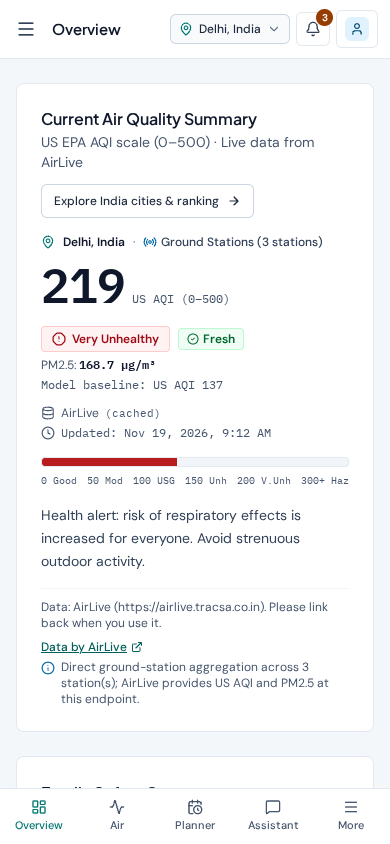 Overview
Delhi, India
3
Current Air Quality Summary
US EPA AQI scale (0–500) · Live data from
AirLive
Explore India cities & ranking
Delhi, India · Ground Stations (3 stations)
219 US AQI (0–500)
Very Unhealthy
Fresh
PM2.5: 168.7 µg/m³
Model baseline: US AQI 137
AirLive (cached)
Updated: Nov 19, 2026, 9:12 AM
0 Good 50 Mod 100 USG 150 Unh 200 V.Unh 300+ Haz
Health alert: risk of respiratory effects is
increased for everyone. Avoid strenuous
outdoor activity.
Data: AirLive (https://airlive.tracsa.co.in). Please link
back when you use it.
Data by AirLive
Direct ground-station aggregation across 3
station(s); AirLive provides US AQI and PM2.5 at
this endpoint.
Overview
Air
Planner
Assistant
More